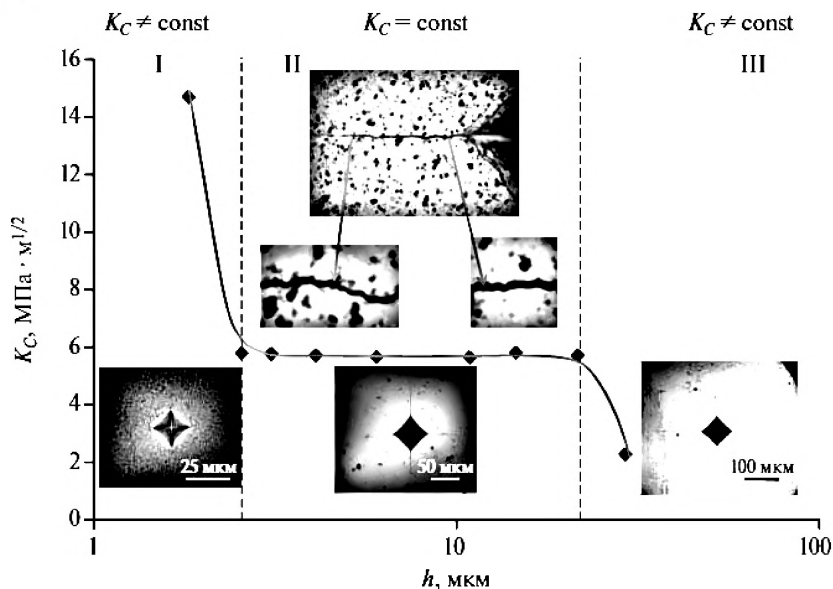 K_C ≠ const K_C = const K_C ≠ const
I II III
16
14
12
10
8
6
4
2
0
K_C, МПа · м^{1/2}
25 мкм
50 мкм
100 мкм
1 10 100
h, мкм